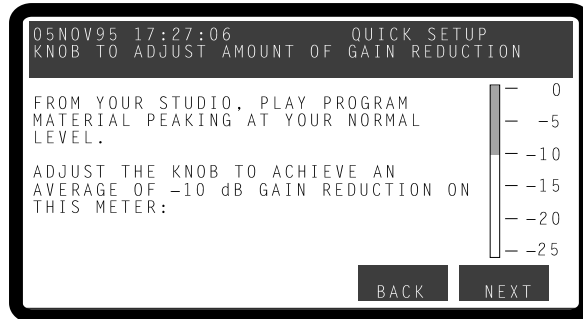 05NOV95 17:27:06 QUICK SETUP
KNOB TO ADJUST AMOUNT OF GAIN REDUCTION
FROM YOUR STUDIO, PLAY PROGRAM
MATERIAL PEAKING AT YOUR NORMAL
LEVEL.
ADJUST THE KNOB TO ACHIEVE AN
AVERAGE OF –10 dB GAIN REDUCTION ON
THIS METER:
0
–5
–10
–15
–20
–25
BACK NEXT